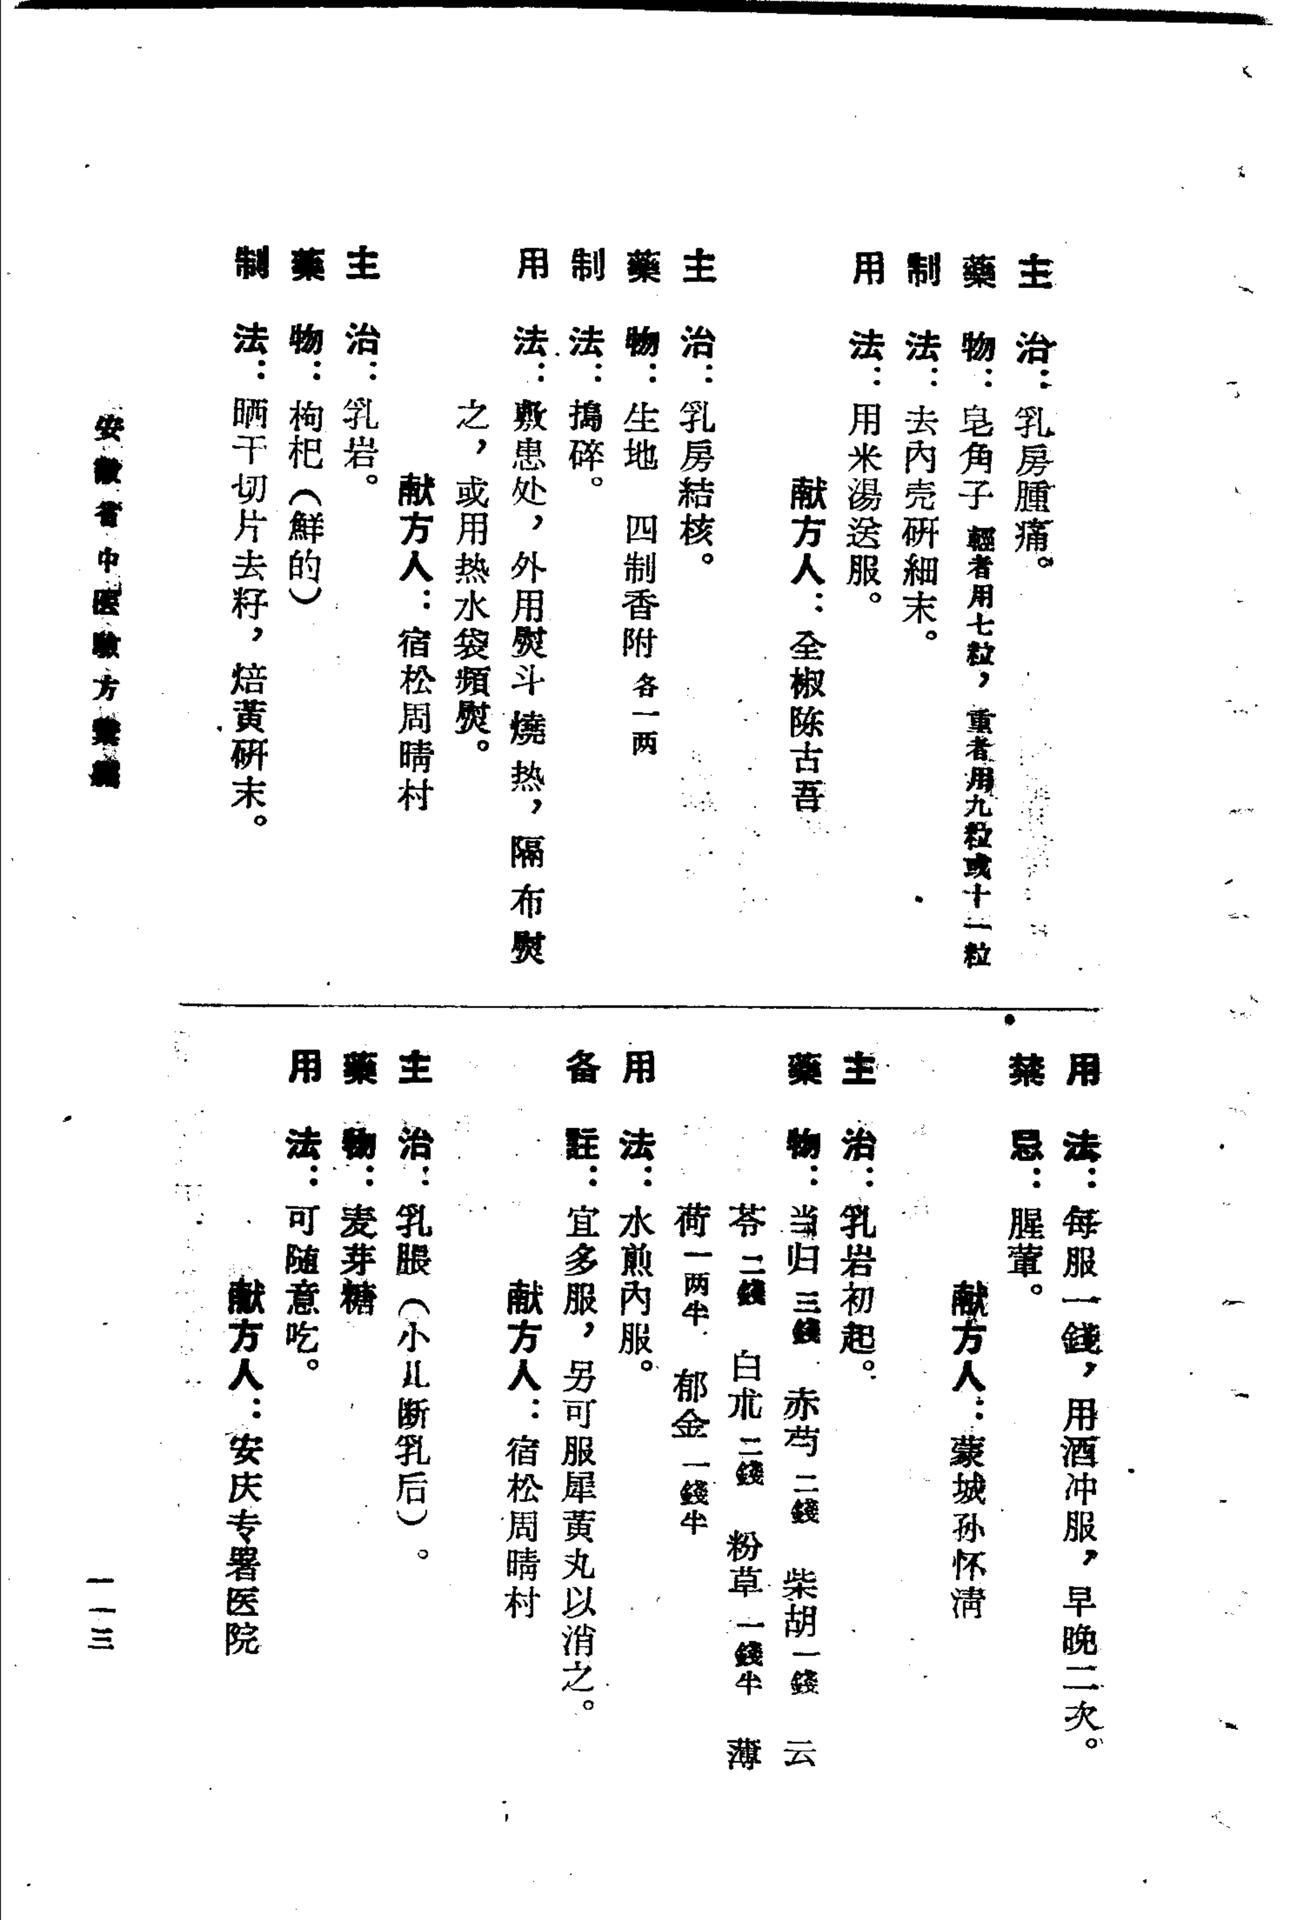 主治：乳房腫痛。
藥物：皂角子 輕者用七粒，重者用九粒或十一粒
制法：去內壳研細末。
用法：用米湯送服。
献方人：全椒陈古吾
主治：乳房結核。
藥物：生地 四制香附 各一两
制法：搗碎。
用法：敷患处，外用熨斗燒热，隔布熨
之，或用热水袋頻熨。
献方人：宿松周晴村
主治：乳岩。
藥物：枸杞（鮮的）
制法：晒干切片去籽，焙黃研末。
用法：每服一錢，用酒冲服，早晚二次。
禁忌：腥葷。
献方人：蒙城孙怀淸
主治：乳岩初起。
藥物：当归三錢 赤芍二錢 柴胡一錢 云
苓二錢 白朮二錢 粉草一錢半 薄
荷一两半 郁金一錢半
用法：水煎內服。
备註：宜多服，另可服犀黃丸以消之。
献方人：宿松周晴村
主治：乳脹（小儿断乳后）。
藥物：麦芽糖
用法：可随意吃。
献方人：安庆专署医院
安徽省中医驗方彙編
一一三